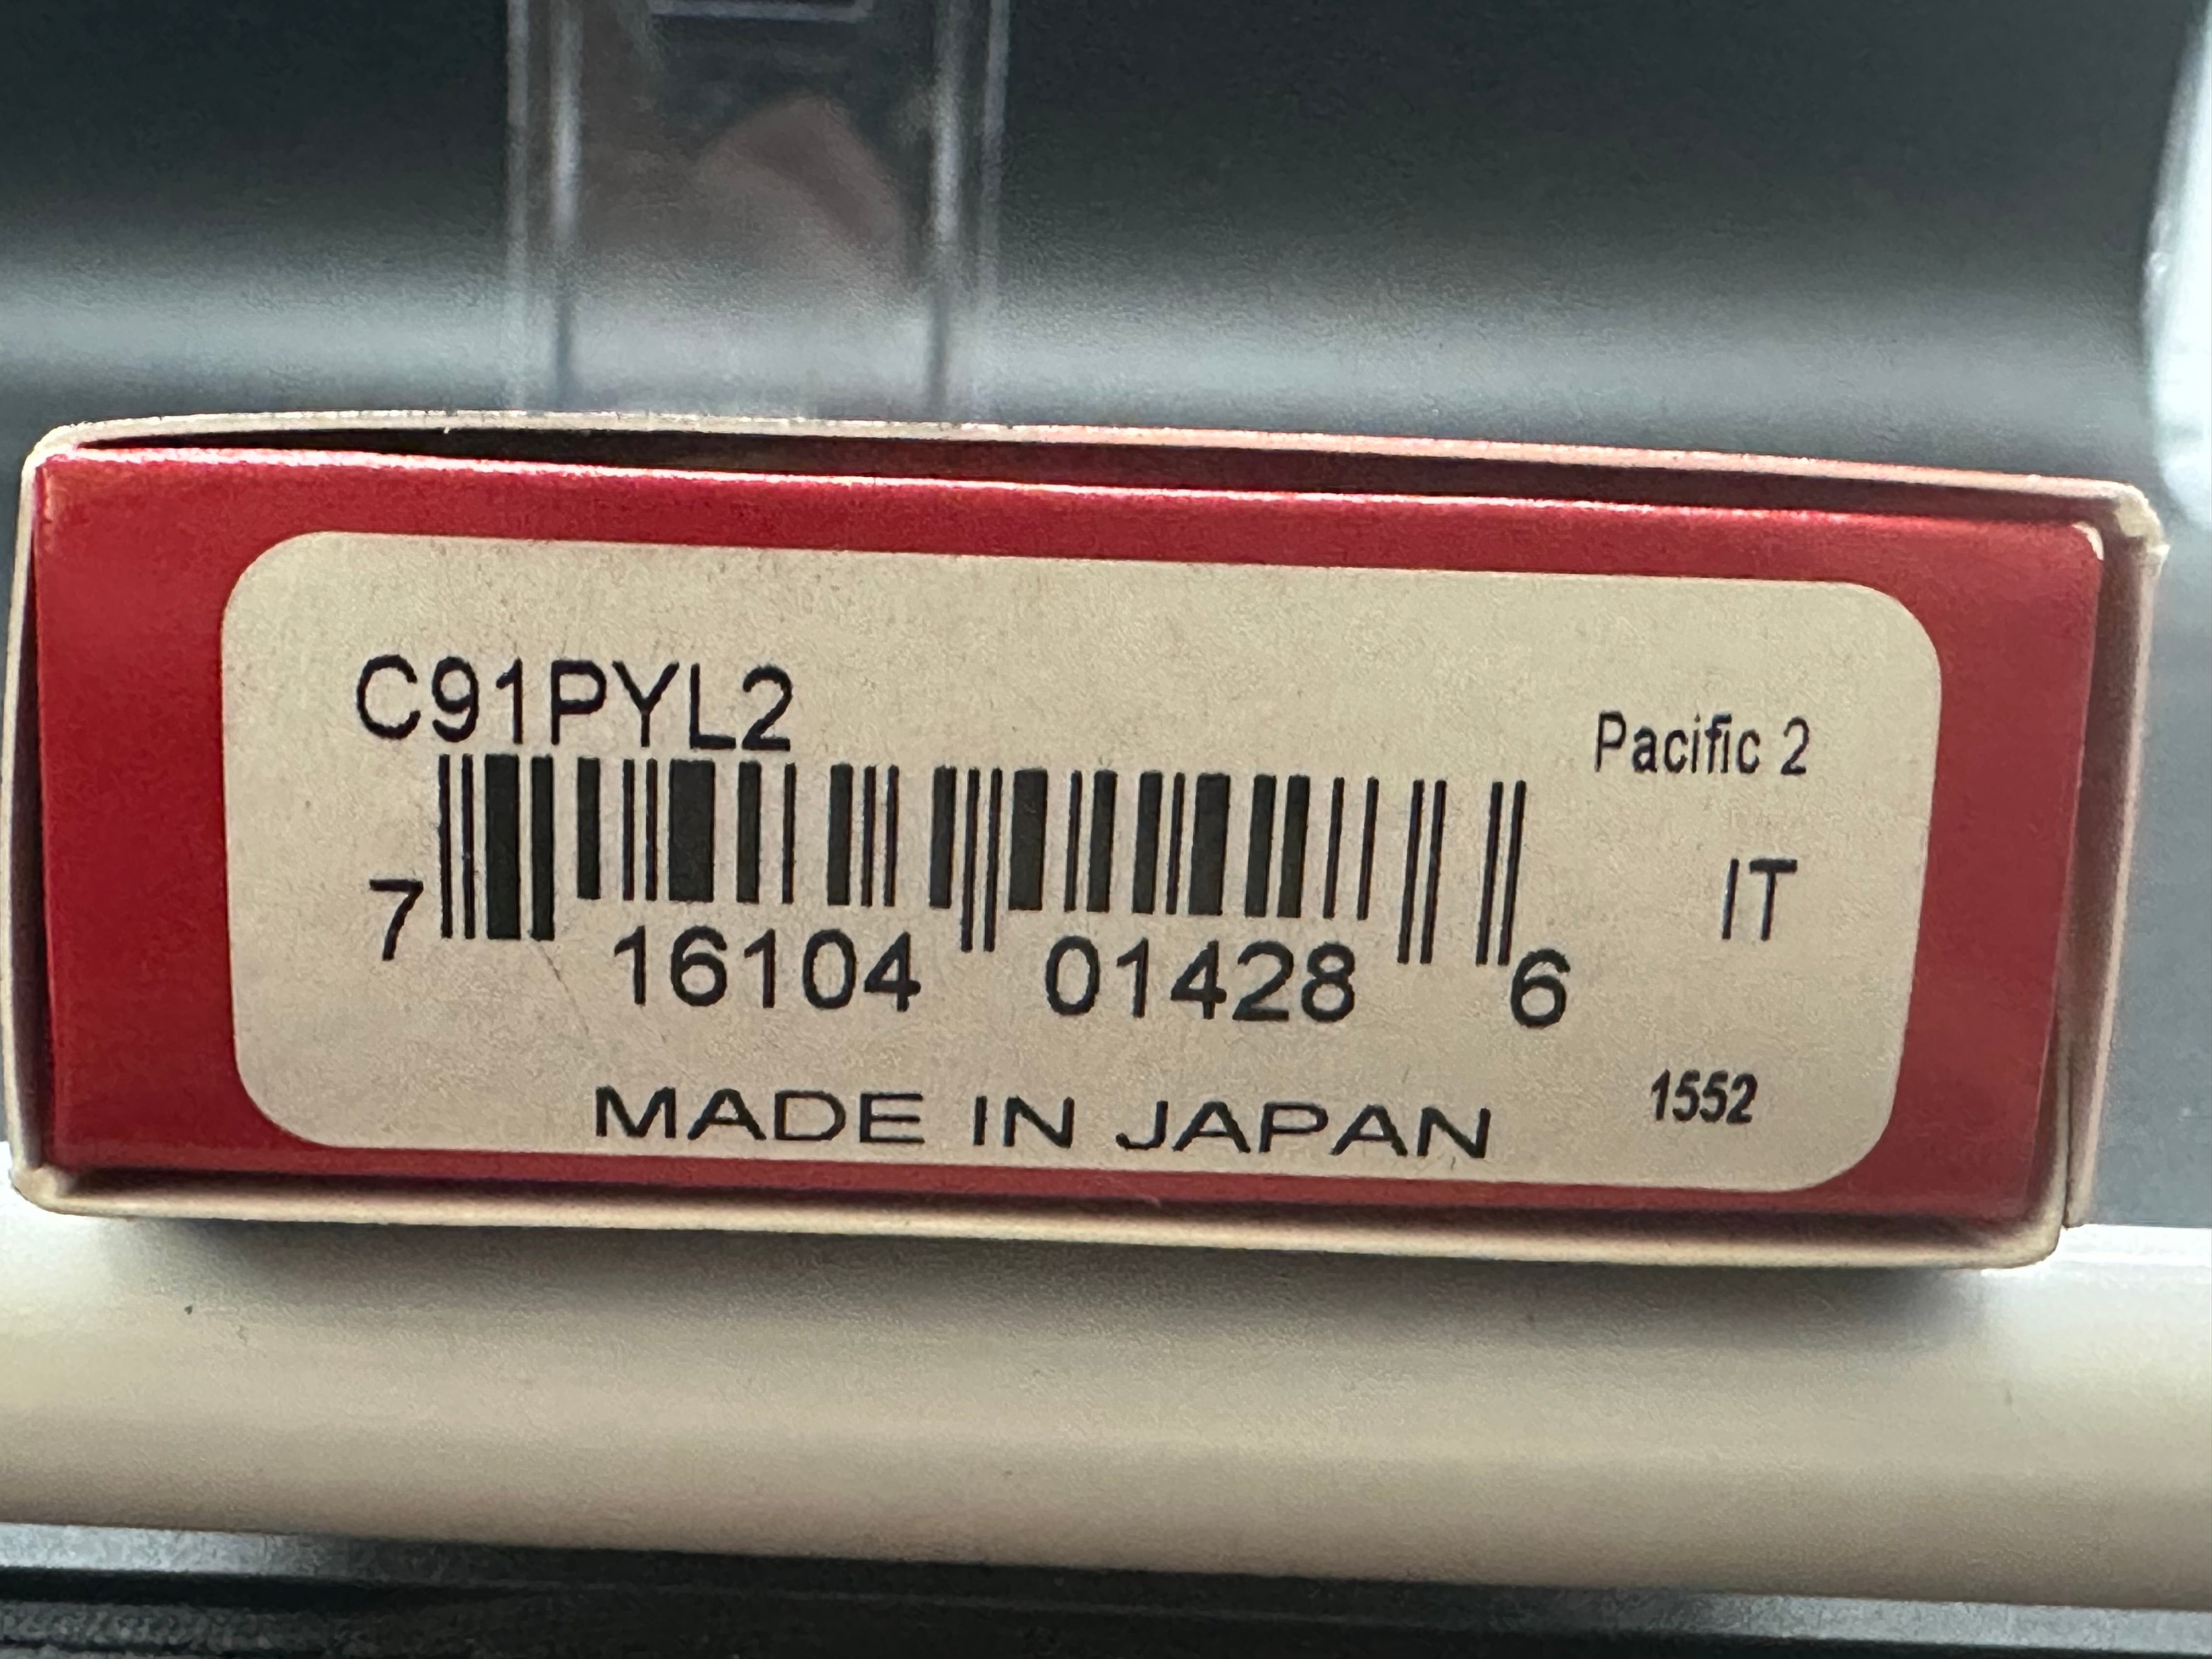 C91PYL2
Pacific 2
IT
7 16104 01428 6
1552
MADE IN JAPAN